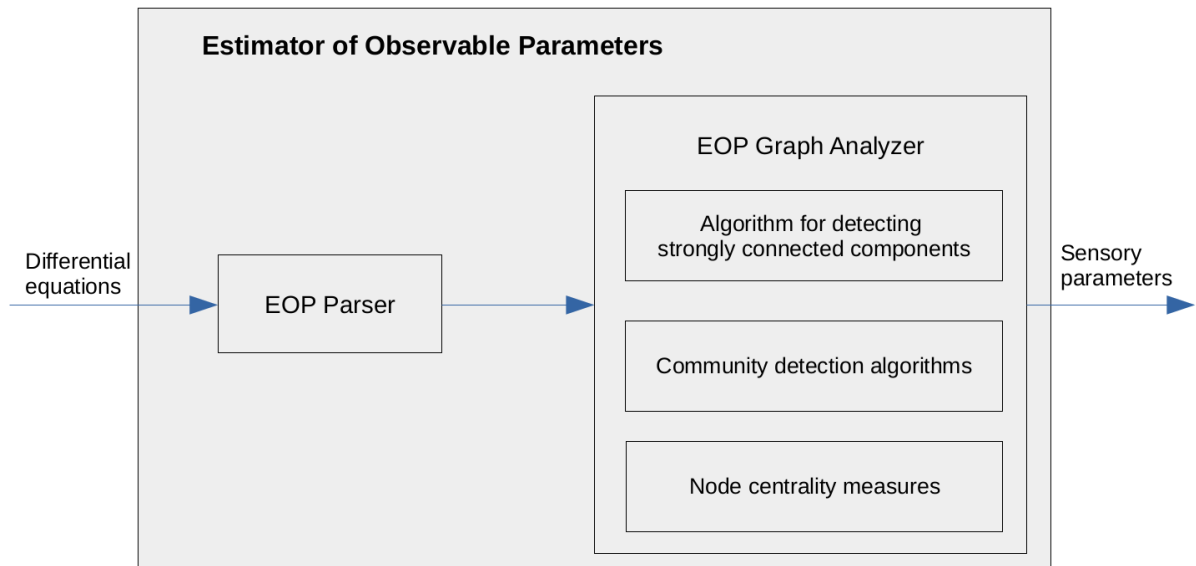 Estimator of Observable Parameters
EOP Graph Analyzer
Algorithm for detecting
strongly connected components
Differential
equations
EOP Parser
Sensory
parameters
Community detection algorithms
Node centrality measures